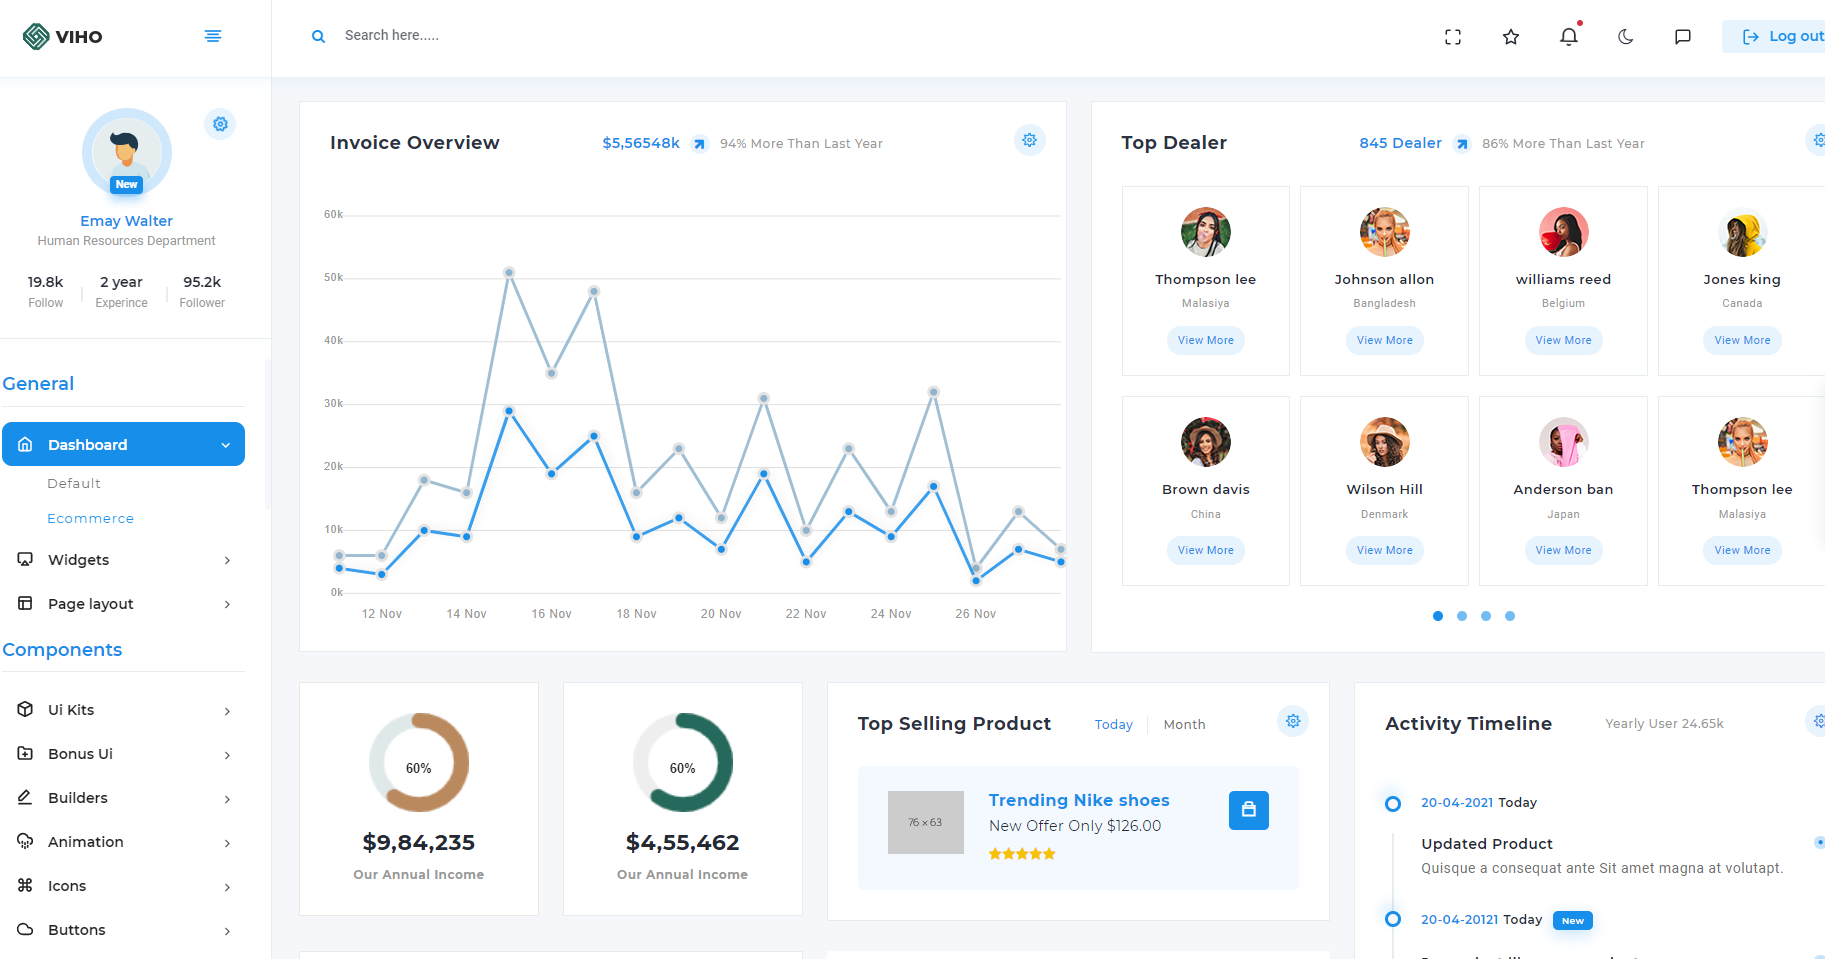 VIHO
Search here.....
Log out
New
Emay Walter
Human Resources Department
19.8k
Follow
2 year
Experince
95.2k
Follower
General
Dashboard
Default
Ecommerce
Widgets
Page layout
Components
Ui Kits
Bonus Ui
Builders
Animation
Icons
Buttons
Invoice Overview
$5,56548k
94% More Than Last Year
60k
50k
40k
30k
20k
10k
0k
12 Nov
14 Nov
16 Nov
18 Nov
20 Nov
22 Nov
24 Nov
26 Nov
Top Dealer
845 Dealer
86% More Than Last Year
Thompson lee
Malasiya
View More
Johnson allon
Bangladesh
View More
williams reed
Belgium
View More
Jones king
Canada
View More
Brown davis
China
View More
Wilson Hill
Denmark
View More
Anderson ban
Japan
View More
Thompson lee
Malasiya
View More
60%
$9,84,235
Our Annual Income
60%
$4,55,462
Our Annual Income
Top Selling Product
Today
Month
76 × 63
Trending Nike shoes
New Offer Only $126.00
Activity Timeline
Yearly User 24.65k
20-04-2021 Today
Updated Product
Quisque a consequat ante Sit amet magna at volutapt.
20-04-20121 Today
New